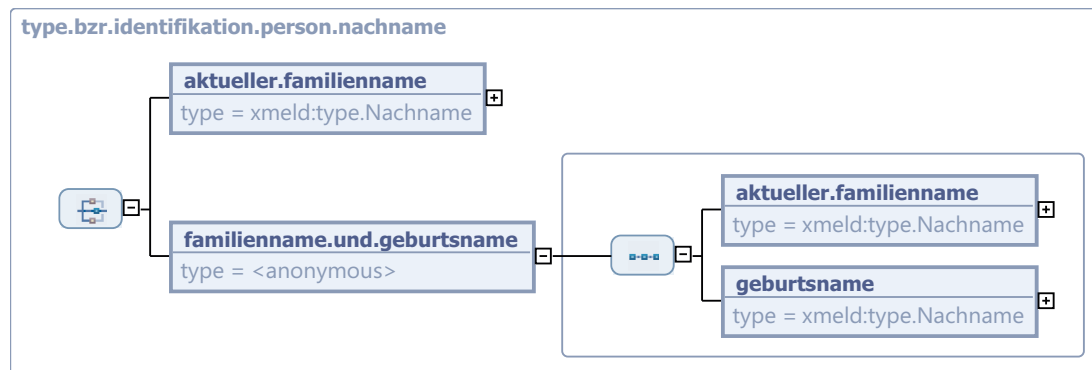 type.bzr.identifikation.person.nachname
aktueller.familienname
type = xmeld:type.Nachname
familienname.und.geburtsname
type = <anonymous>
aktueller.familienname
type = xmeld:type.Nachname
geburtsname
type = xmeld:type.Nachname